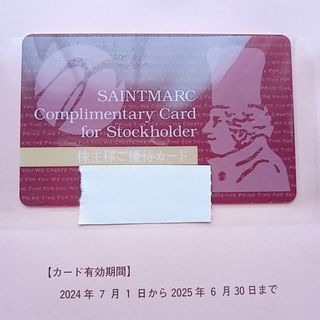 SAINTMARC
Complimentary Card
for Stockholder
株主様ご優待カード
【カード有効期間】
2024 年 7 月 1 日から 2025 年 6 月 30 日まで